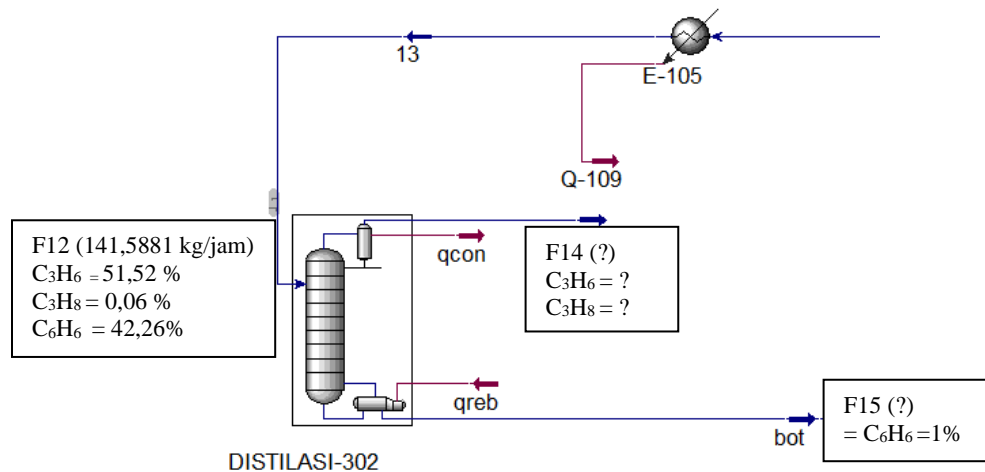 13
E-105
Q-109
F12 (141,5881 kg/jam)
C₃H₆ = 51,52 %
C₃H₈ = 0,06 %
C₆H₆ = 42,26%
qcon
F14 (?)
C₃H₆ = ?
C₃H₈ = ?
qreb
bot
F15 (?)
= C₆H₆ =1%
DISTILASI-302